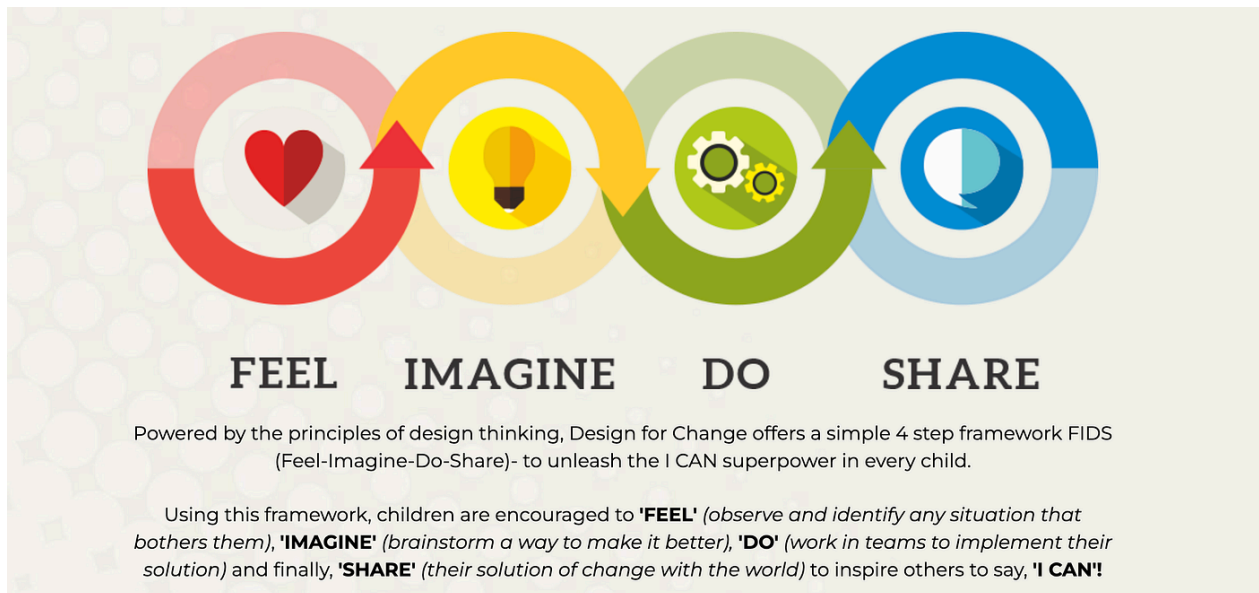 FEEL IMAGINE DO SHARE
Powered by the principles of design thinking, Design for Change offers a simple 4 step framework FIDS
(Feel-Imagine-Do-Share)- to unleash the I CAN superpower in every child.
Using this framework, children are encouraged to 'FEEL' (observe and identify any situation that
bothers them), 'IMAGINE' (brainstorm a way to make it better), 'DO' (work in teams to implement their
solution) and finally, 'SHARE' (their solution of change with the world) to inspire others to say, 'I CAN'!